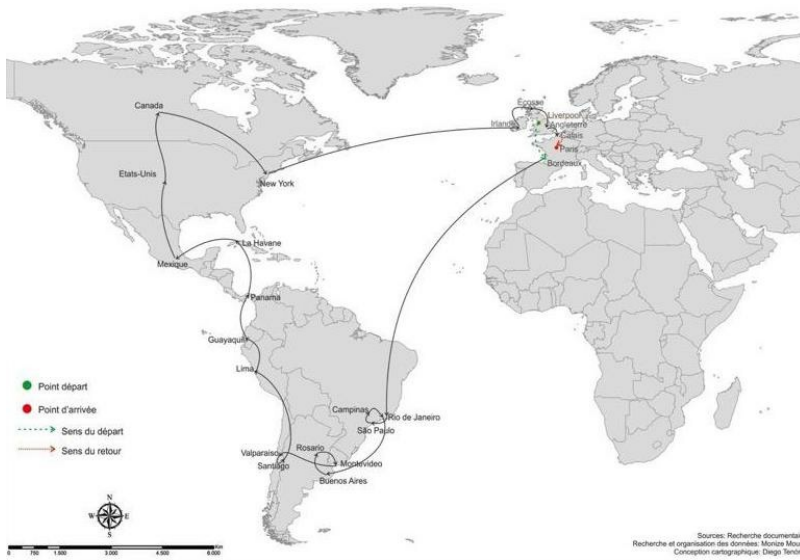 Canada
Etats-Unis
New York
La Havane
Mexique
Panama
Guayaquil
Lima
Campinas
Rio de Janeiro
São Paulo
Valparaiso
Rosario
Santiago
Montevideo
Buenos Aires
Écosse
Irlande
Liverpool
Angleterre
Calais
Paris
Bordeaux
Point départ
Point d'arrivée
Sens du départ
Sens du retour
N
W E
S
0 750 1.500 3.000 4.500 6.000
Sources: Recherche documentai
Recherche et organisation des données: Monize Mou
Conception cartographique: Diego Tenó